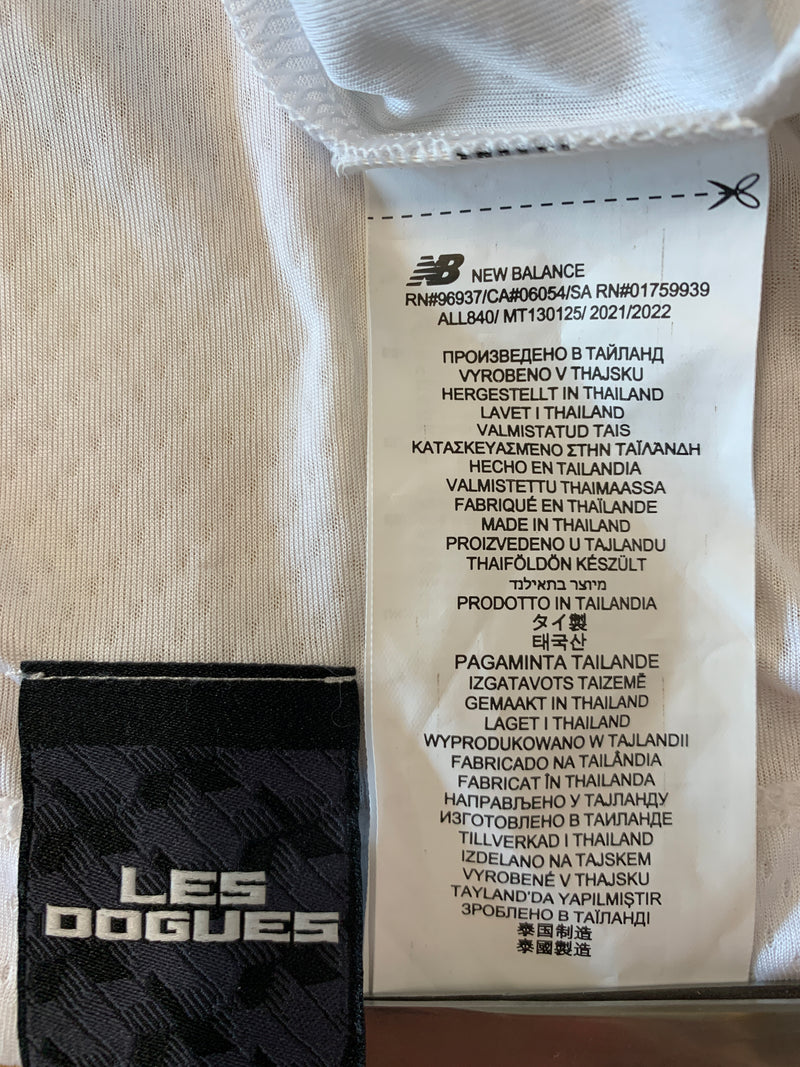 NB NEW BALANCE
RN#96937/CA#06054/SA RN#01759939
ALL840/ MT130125/ 2021/2022
ПРОИЗВЕДЕНО В ТАЙЛАНД
VYROBENO V THAJSKU
HERGESTELLT IN THAILAND
LAVET I THAILAND
VALMISTATUD TAIS
ΚΑΤΑΣΚΕΥΑΣΜΈΝΟ ΣΤΗΝ ΤΑΪΛΆΝΔΗ
HECHO EN TAILANDIA
VALMISTETTU THAIMAASSA
FABRIQUÉ EN THAÏLANDE
MADE IN THAILAND
PROIZVEDENO U TAJLANDU
THAIFÖLDÖN KÉSZÜLT
מיוצר בתאילנד
PRODOTTO IN TAILANDIA
タイ製
태국산
PAGAMINTA TAILANDE
IZGATAVOTS TAIZEMĒ
GEMAAKT IN THAILAND
LAGET I THAILAND
WYPRODUKOWANO W TAJLANDII
FABRICADO NA TAILÂNDIA
FABRICAT ÎN THAILANDA
НАПРАВЉЕНО У ТАЈЛАНДУ
ИЗГОТОВЛЕНО В ТАИЛАНДЕ
TILLVERKAD I THAILAND
IZDELANO NA TAJSKEM
VYROBENÉ V THAJSKU
TAYLAND'DA YAPILMIŞTIR
ЗРОБЛЕНО В ТАЇЛАНДІ
泰国制造
泰國製造
LES
DOGUES